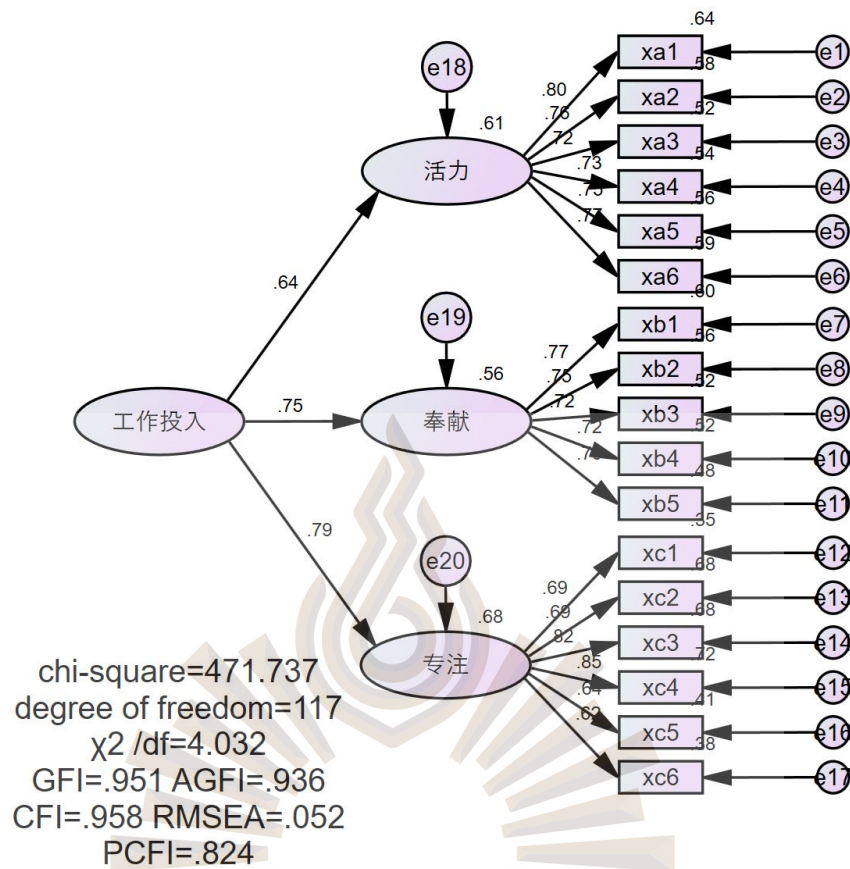 .64
e18
xa1
e1
.80
.58
.76
xa2
e2
.61
.52
.72
xa3
e3
活力
.73
.54
xa4
e4
.75
.56
xa5
e5
.77
.59
xa6
e6
.64
.60
e19
xb1
e7
.77
.56
.75
xb2
e8
.56
.52
.75
.72
xb3
e9
工作投入
奉献
.72
.52
xb4
e10
.48
xb5
e11
.35
.79
e20
xc1
e12
.69
.68
xc2
e13
.68
.69
.68
.82
xc3
e14
专注
.85
.72
xc4
e15
.64
.41
xc5
e16
.62
.38
xc6
e17
chi-square=471.737
degree of freedom=117
χ2 /df=4.032
GFI=.951 AGFI=.936
CFI=.958 RMSEA=.052
PCFI=.824